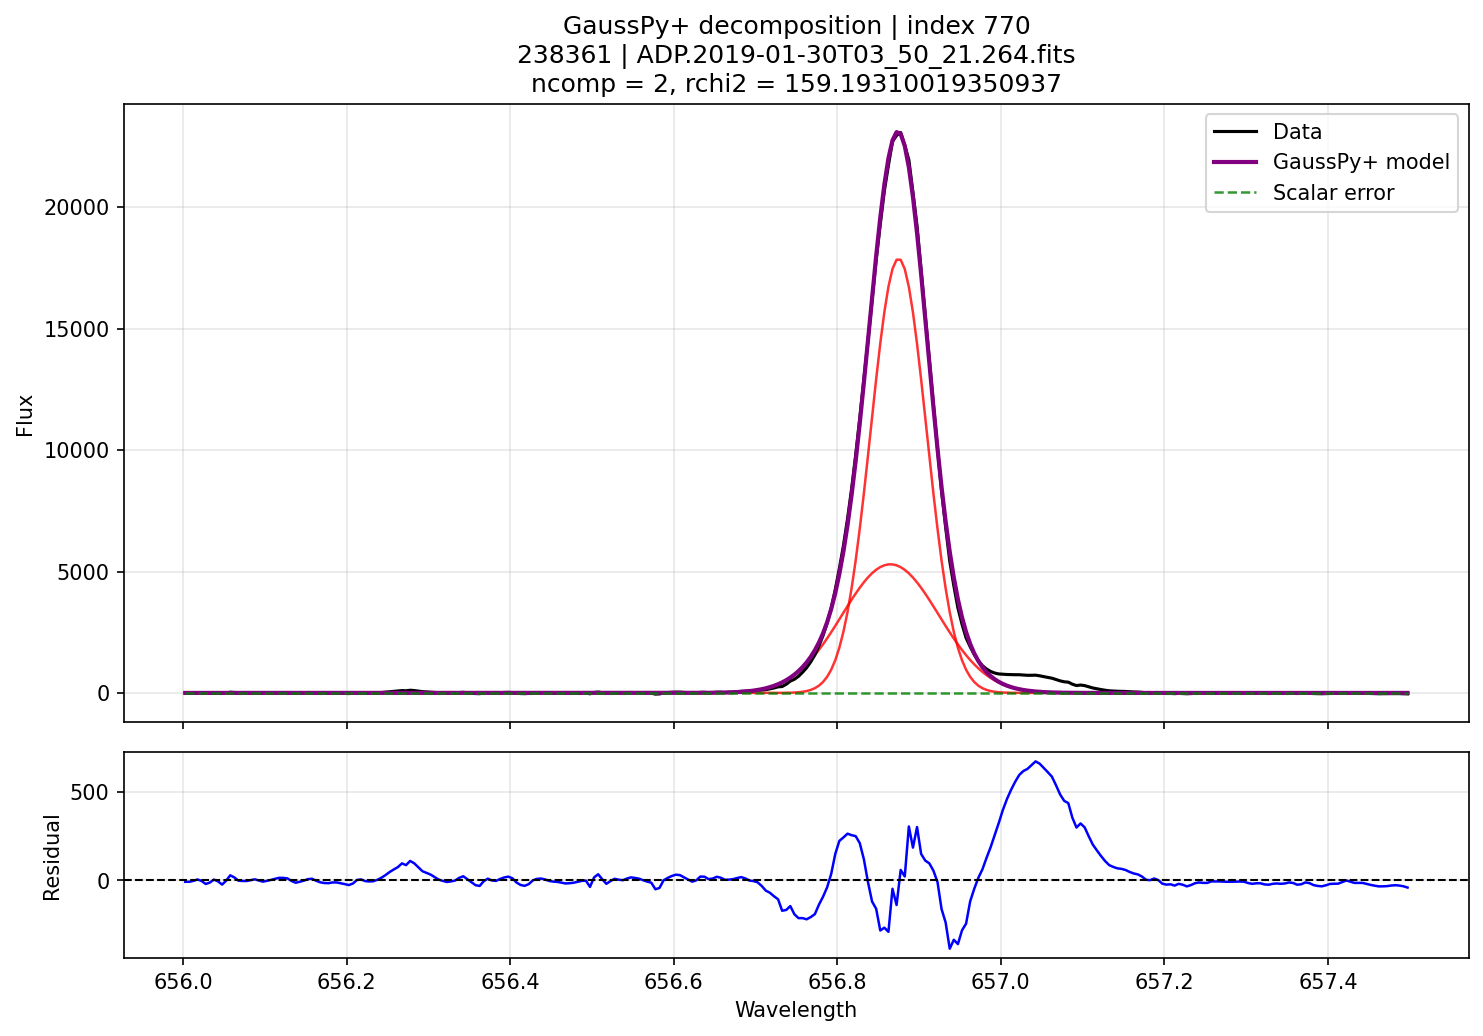 GaussPy+ decomposition | index 770
238361 | ADP.2019-01-30T03_50_21.264.fits
ncomp = 2, rchi2 = 159.19310019350937
Data
GaussPy+ model
Scalar error
Flux
20000
15000
10000
5000
0
Residual
500
0
656.0 656.2 656.4 656.6 656.8 657.0 657.2 657.4
Wavelength